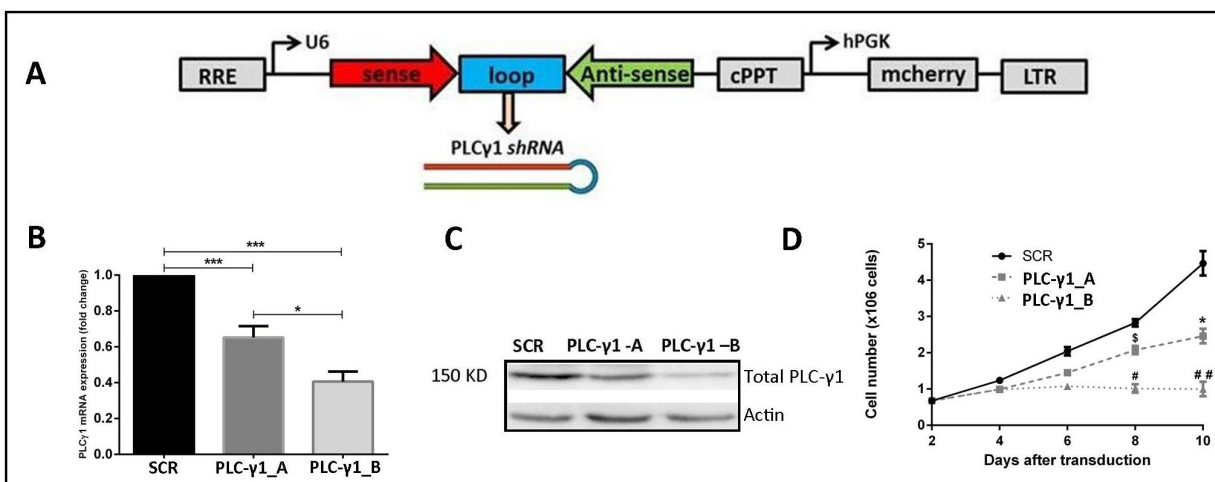 A
RRE U6 sense loop Anti-sense cPPT hPGK mcherry LTR
PLCγ1 shRNA
B
PLCγ1 mRNA expression (fold change)
1.0
0.8
0.6
0.4
0.2
0.0
***
***
*
SCR PLC-γ1_A PLC-γ1_B
C
SCR PLC-γ1 -A PLC-γ1 –B
150 KD Total PLC-γ1
Actin
D
Cell number (x106 cells)
5
4
3
2
1
0
SCR
PLC-γ1_A
PLC-γ1_B
$ *
# ##
2 4 6 8 10
Days after transduction